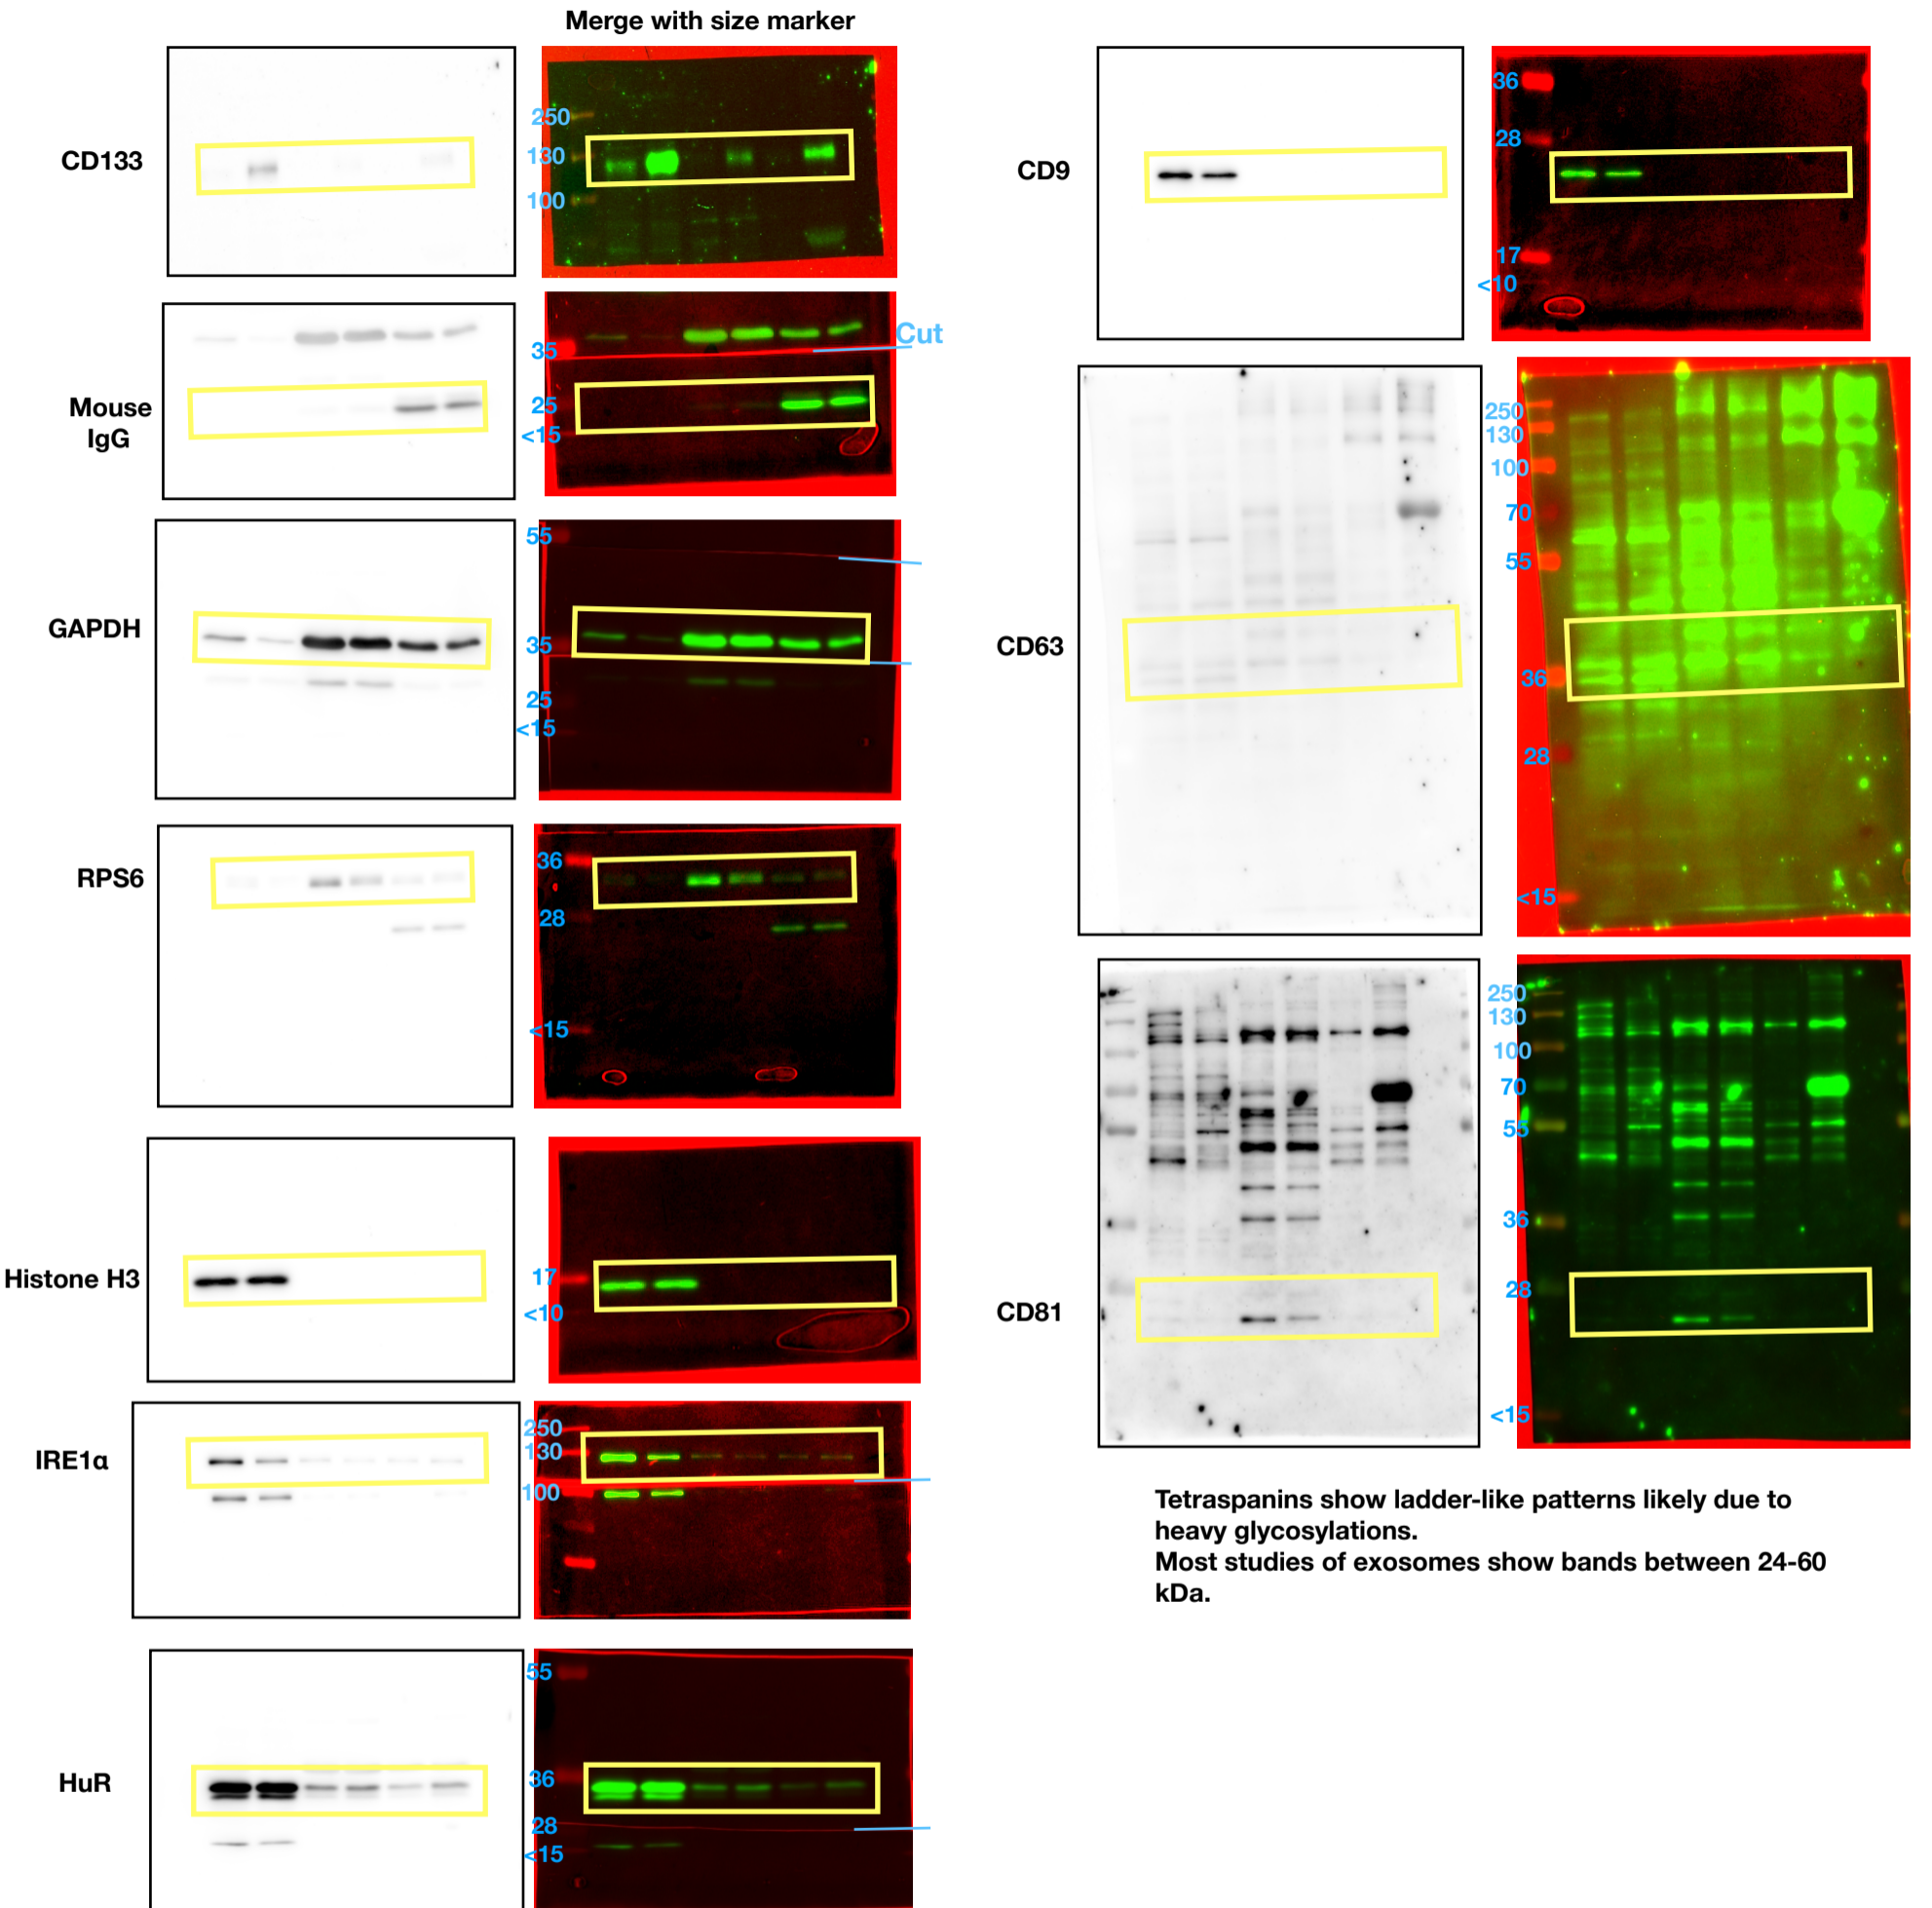 Merge with size marker
CD133
250
130
100
Mouse
IgG
35
25
<15
Cut
GAPDH
55
35
25
<15
RPS6
36
28
<15
Histone H3
17
<10
IRE1α
250
130
100
HuR
55
36
28
<15
CD9
36
28
17
<10
CD63
250
130
100
70
55
36
28
<15
CD81
250
130
100
70
55
36
28
<15
Tetraspanins show ladder-like patterns likely due to
heavy glycosylations.
Most studies of exosomes show bands between 24-60
kDa.